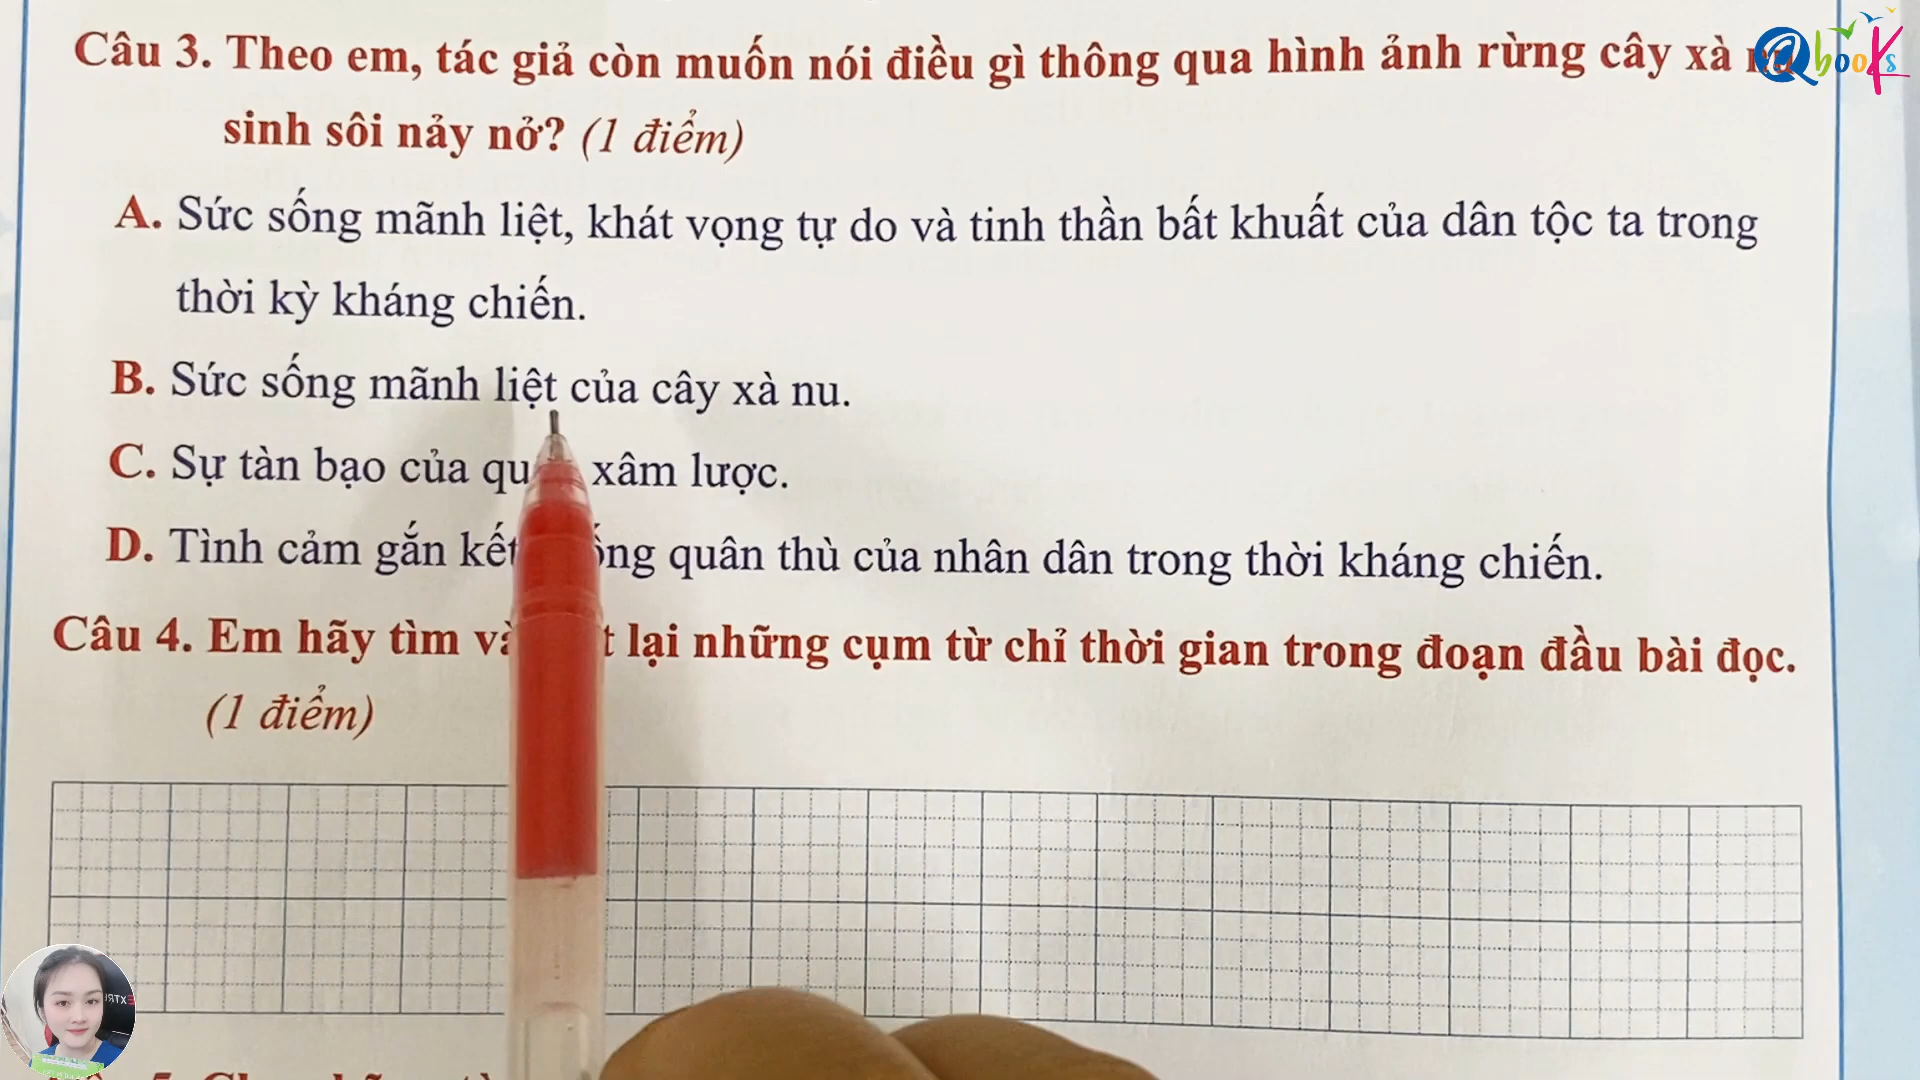 Câu 3. Theo em, tác giả còn muốn nói điều gì thông qua hình ảnh rừng cây xà
@books
sinh sôi nảy nở? (1 điểm)
A. Sức sống mãnh liệt, khát vọng tự do và tinh thần bất khuất của dân tộc ta trong
thời kỳ kháng chiến.
B. Sức sống mãnh liệt của cây xà nu.
C. Sự tàn bạo của xâm lược.
D. Tình cảm gắn kết quân thù của nhân dân trong thời kháng chiến.
Câu 4. Em hãy tìm lại những cụm từ chỉ thời gian trong đoạn đầu bài đọc.
(1 điểm)